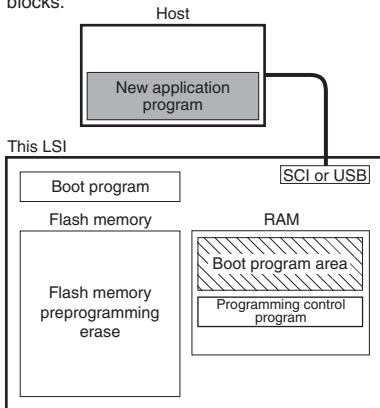 blocks.
Host
New application
program
This LSI
SCI or USB
Boot program
Flash memory
RAM
Boot program area
Flash memory
preprogramming
erase
Programming control
program